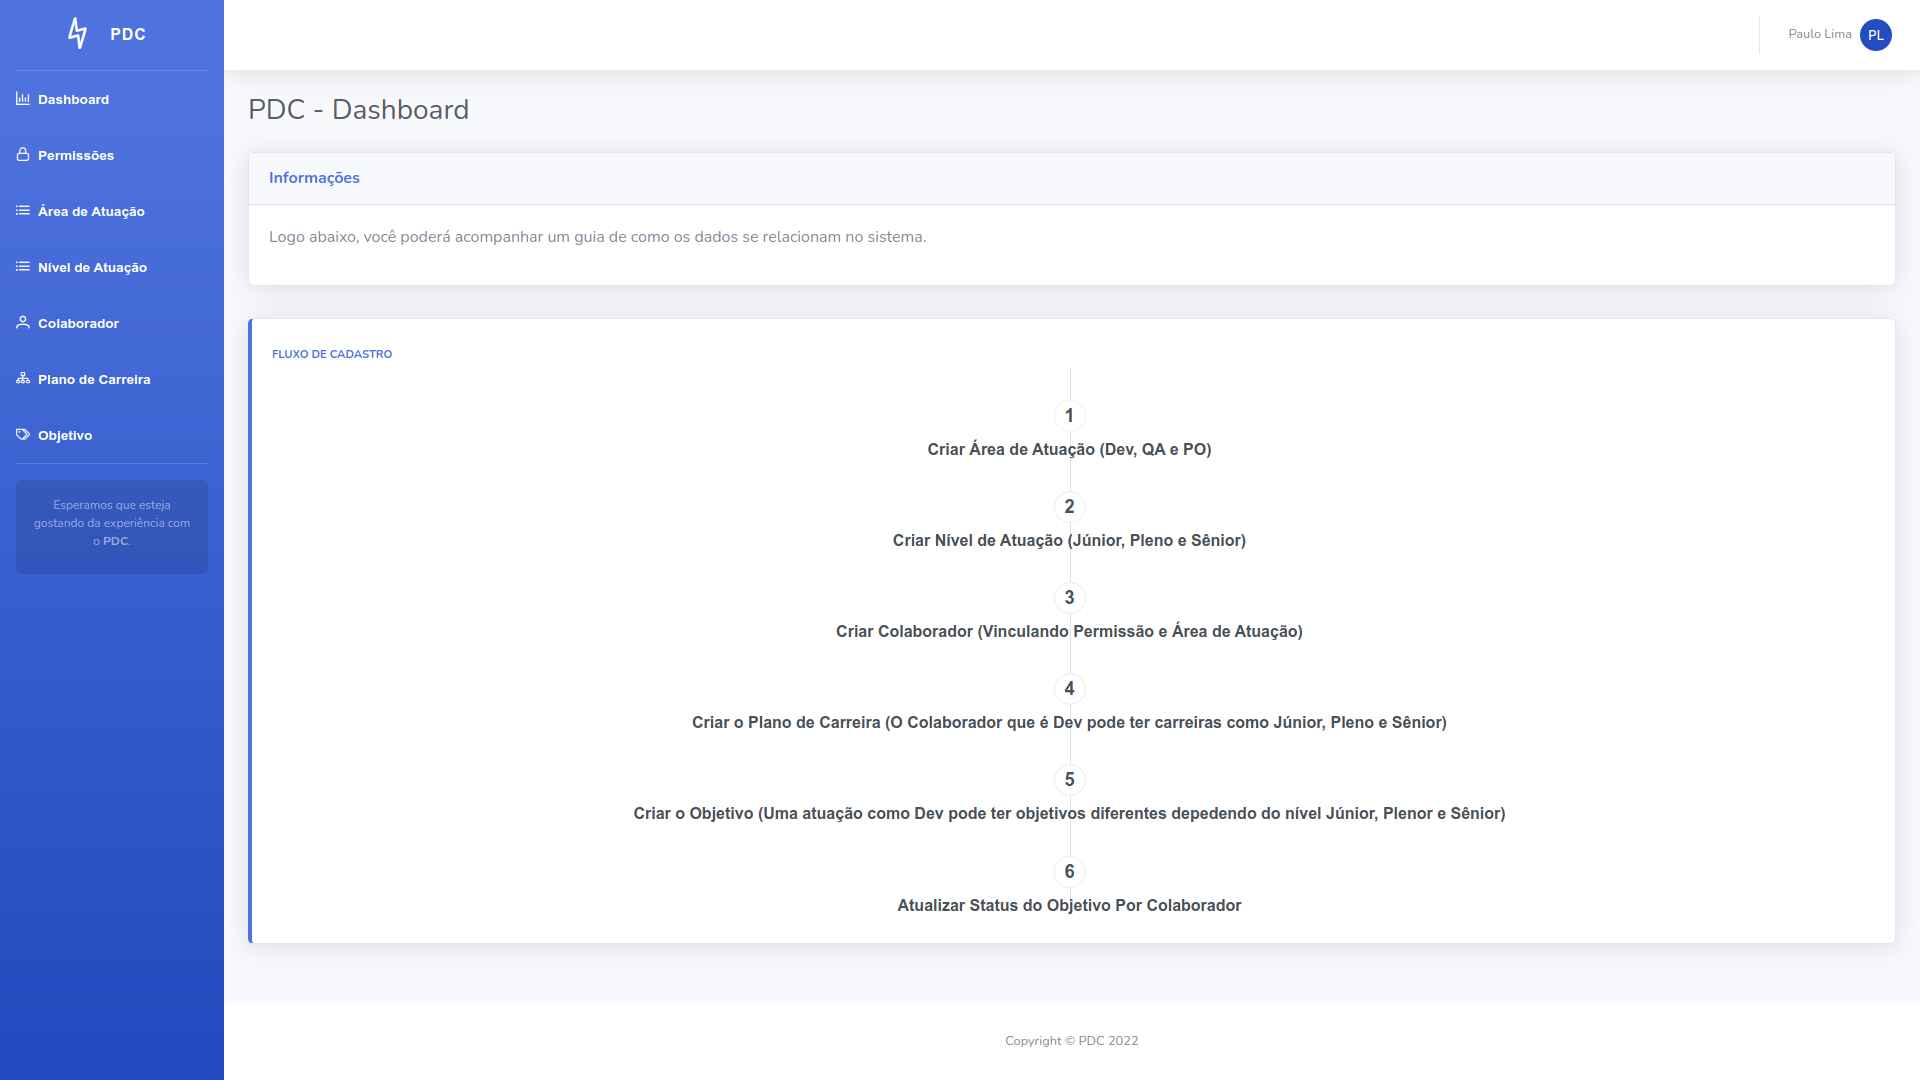 PDC
Dashboard
Permissões
Área de Atuação
Nível de Atuação
Colaborador
Plano de Carreira
Objetivo
Esperamos que esteja
gostando da experiência com
o PDC.
Paulo Lima PL
PDC - Dashboard
Informações
Logo abaixo, você poderá acompanhar um guia de como os dados se relacionam no sistema.
FLUXO DE CADASTRO
1
Criar Área de Atuação (Dev, QA e PO)
2
Criar Nível de Atuação (Júnior, Pleno e Sênior)
3
Criar Colaborador (Vinculando Permissão e Área de Atuação)
4
Criar o Plano de Carreira (O Colaborador que é Dev pode ter carreiras como Júnior, Pleno e Sênior)
5
Criar o Objetivo (Uma atuação como Dev pode ter objetivos diferentes depedendo do nível Júnior, Plenor e Sênior)
6
Atualizar Status do Objetivo Por Colaborador
Copyright © PDC 2022